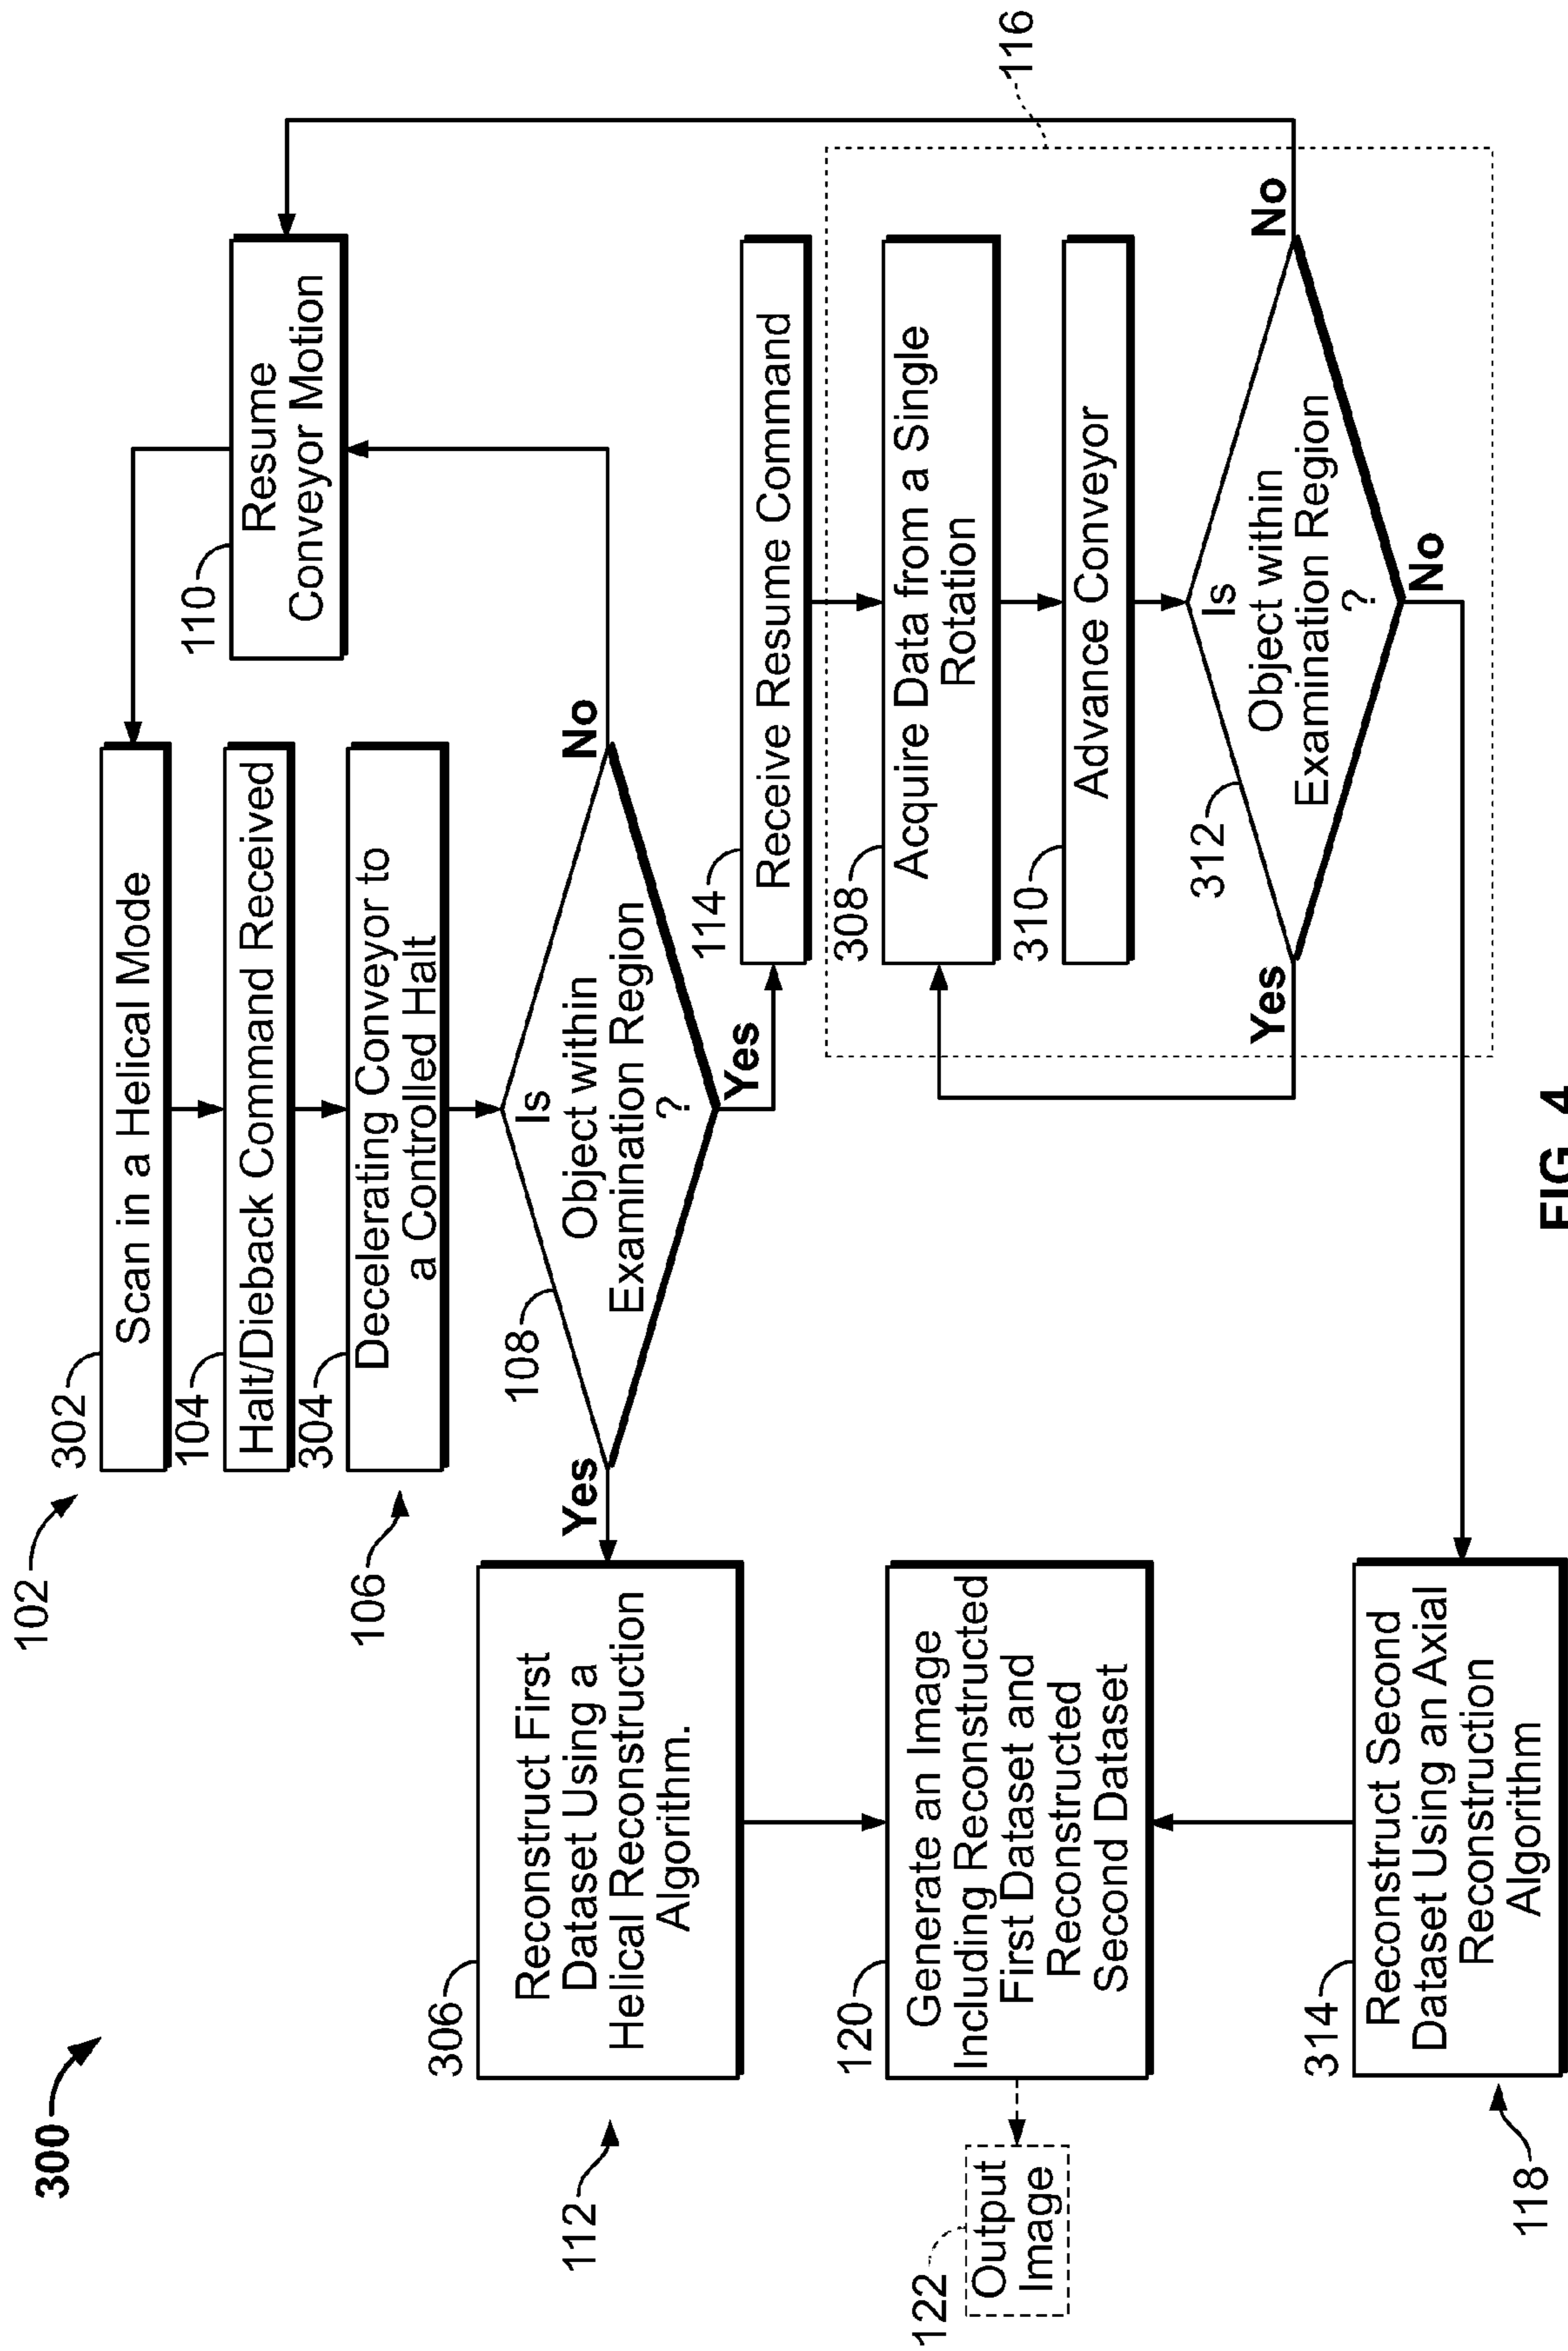 300
102
302
Scan in a Helical Mode
104
Halt/Dieback Command Received
106
304
Decelerating Conveyor to
a Controlled Halt
110
Resume
Conveyor Motion
108
Is
Object within
Examination Region
?
Yes
No
Yes
112
306
Reconstruct First
Dataset Using a
Helical Reconstruction
Algorithm.
114
Receive Resume Command
116
308
Acquire Data from a Single
Rotation
310
Advance Conveyor
312
Is
Object within
Examination Region
?
Yes
No
No
120
Generate an Image
Including Reconstructed
First Dataset and
Reconstructed
Second Dataset
122
Output
Image
118
314
Reconstruct Second
Dataset Using an Axial
Reconstruction
Algorithm
FIG. 4